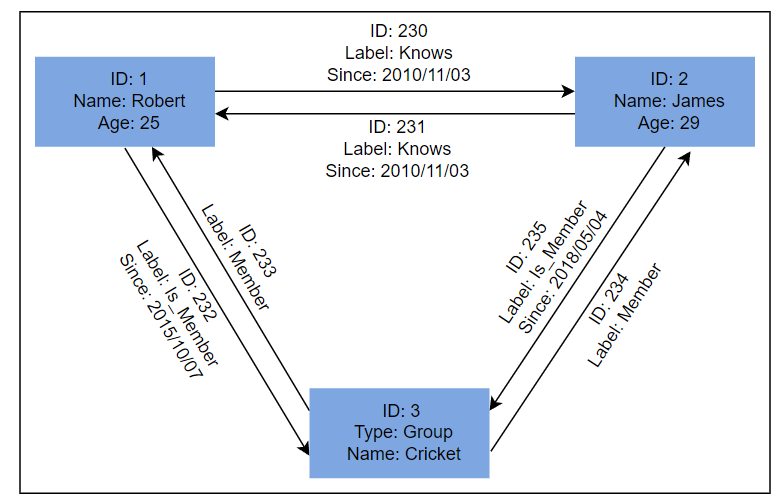 ID: 230
Label: Knows
Since: 2010/11/03
ID: 1
Name: Robert
Age: 25
ID: 2
Name: James
Age: 29
ID: 231
Label: Knows
Since: 2010/11/03
ID: 233
Label: Member
ID: 232
Label: Is_Member
Since: 2015/10/07
ID: 235
Label: Is_Member
Since: 2018/05/04
ID: 234
Label: Member
ID: 3
Type: Group
Name: Cricket